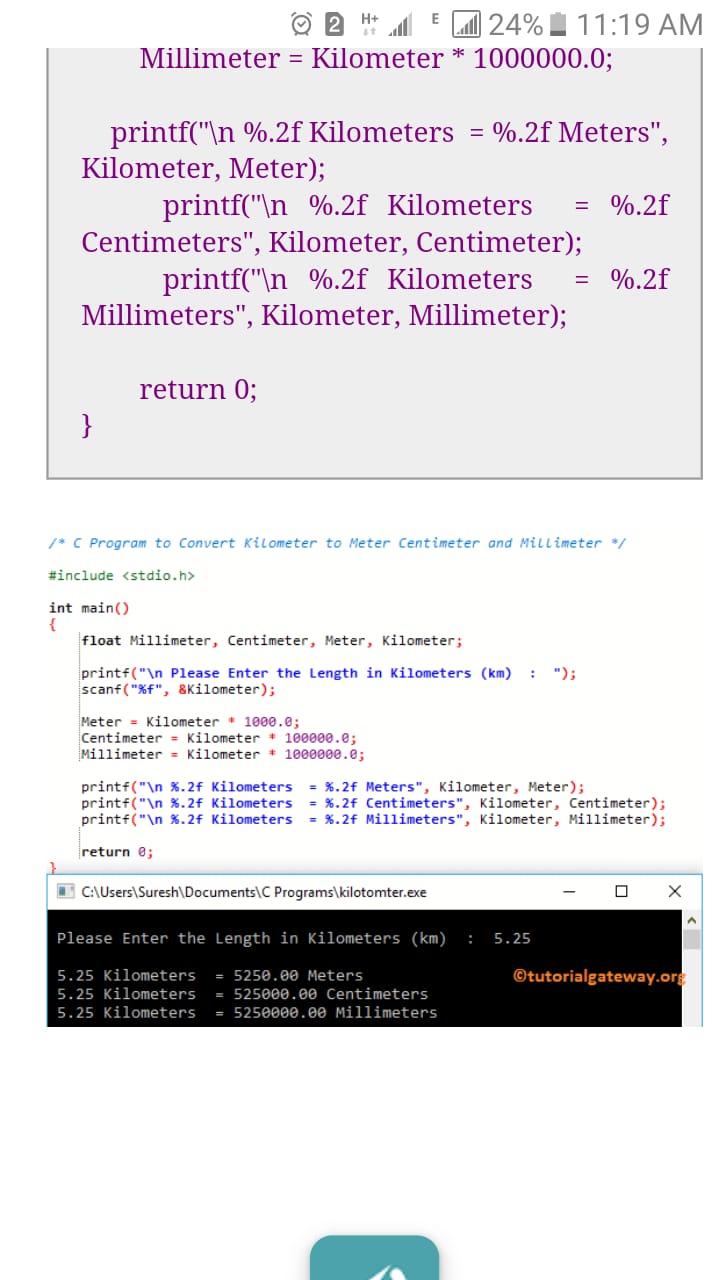 2 H+ E 24% 11:19 AM
Millimeter = Kilometer * 1000000.0;
printf("\n %.2f Kilometers = %.2f Meters",
Kilometer, Meter);
printf("\n %.2f Kilometers = %.2f
Centimeters", Kilometer, Centimeter);
printf("\n %.2f Kilometers = %.2f
Millimeters", Kilometer, Millimeter);
return 0;
}
/* C Program to Convert Kilometer to Meter Centimeter and Millimeter */
#include <stdio.h>
int main()
{
float Millimeter, Centimeter, Meter, Kilometer;
printf("\n Please Enter the Length in Kilometers (km) : ");
scanf("%f", &Kilometer);
Meter = Kilometer * 1000.0;
Centimeter = Kilometer * 100000.0;
Millimeter = Kilometer * 1000000.0;
printf("\n %.2f Kilometers = %.2f Meters", Kilometer, Meter);
printf("\n %.2f Kilometers = %.2f Centimeters", Kilometer, Centimeter);
printf("\n %.2f Kilometers = %.2f Millimeters", Kilometer, Millimeter);
return 0;
}
C:\Users\Suresh\Documents\C Programs\kilotomter.exe
Please Enter the Length in Kilometers (km) : 5.25
5.25 Kilometers = 5250.00 Meters
©tutorialgateway.org
5.25 Kilometers = 525000.00 Centimeters
5.25 Kilometers = 5250000.00 Millimeters